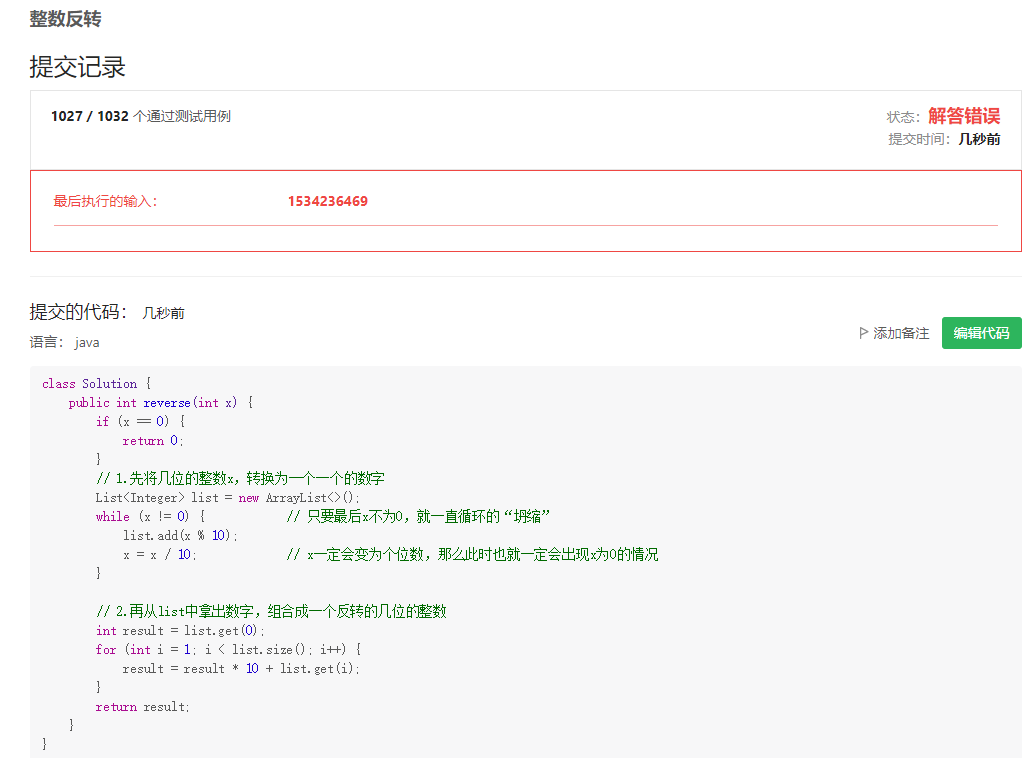 整数反转
提交记录
1027 / 1032 个通过测试用例
状态：解答错误
提交时间：几秒前
最后执行的输入：
1534236469
提交的代码： 几秒前
语言： java
添加备注
编辑代码
class Solution {
    public int reverse(int x) {
        if (x == 0) {
            return 0;
        }
        // 1.先将几位的整数x，转换为一个一个的数字
        List<Integer> list = new ArrayList<>();
        while (x != 0) {            // 只要最后x不为0，就一直循环的“坍缩”
            list.add(x % 10);
            x = x / 10;             // x一定会变为个位数，那么此时也就一定会出现x为0的情况
        }
        // 2.再从list中拿出数字，组合成一个反转的几位的整数
        int result = list.get(0);
        for (int i = 1; i < list.size(); i++) {
            result = result * 10 + list.get(i);
        }
        return result;
    }
}